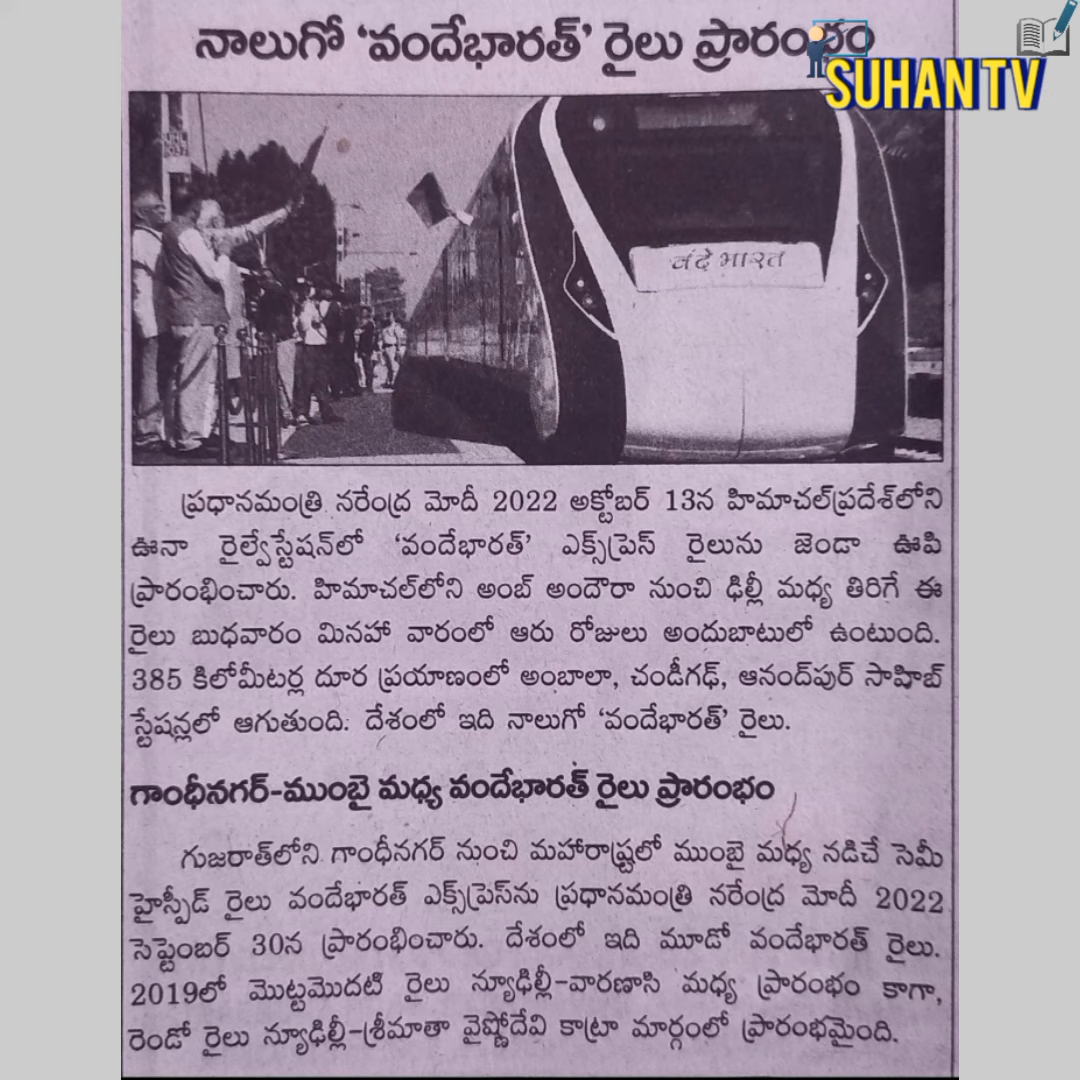 నాలుగో ‘వందేభారత్’ రైలు ప్రారంభం
SUHAN TV
वंदे भारत
ప్రధానమంత్రి నరేంద్ర మోదీ 2022 అక్టోబర్ 13న హిమాచల్‌ప్రదేశ్‌లోని
ఊనా రైల్వేస్టేషన్‌లో ‘వందేభారత్’ ఎక్స్‌ప్రెస్ రైలును జెండా ఊపి
ప్రారంభించారు. హిమాచల్‌లోని అంబ్ అందౌరా నుంచి ఢిల్లీ మధ్య తిరిగే ఈ
రైలు బుధవారం మినహా వారంలో ఆరు రోజులు అందుబాటులో ఉంటుంది.
385 కిలోమీటర్ల దూర ప్రయాణంలో అంబాలా, చండీగఢ్, ఆనంద్‌పుర్ సాహిబ్
స్టేషన్లలో ఆగుతుంది. దేశంలో ఇది నాలుగో ‘వందేభారత్’ రైలు.
గాంధీనగర్-ముంబై మధ్య వందేభారత్ రైలు ప్రారంభం
గుజరాత్‌లోని గాంధీనగర్ నుంచి మహారాష్ట్రలో ముంబై మధ్య నడిచే సెమీ
హైస్పీడ్ రైలు వందేభారత్ ఎక్స్‌ప్రెస్‌ను ప్రధానమంత్రి నరేంద్ర మోదీ 2022
సెప్టెంబర్ 30న ప్రారంభించారు. దేశంలో ఇది మూడో వందేభారత్ రైలు.
2019లో మొట్టమొదటి రైలు న్యూఢిల్లీ-వారణాసి మధ్య ప్రారంభం కాగా,
రెండో రైలు న్యూఢిల్లీ-శ్రీమాతా వైష్ణోదేవి కాట్రా మార్గంలో ప్రారంభమైంది.